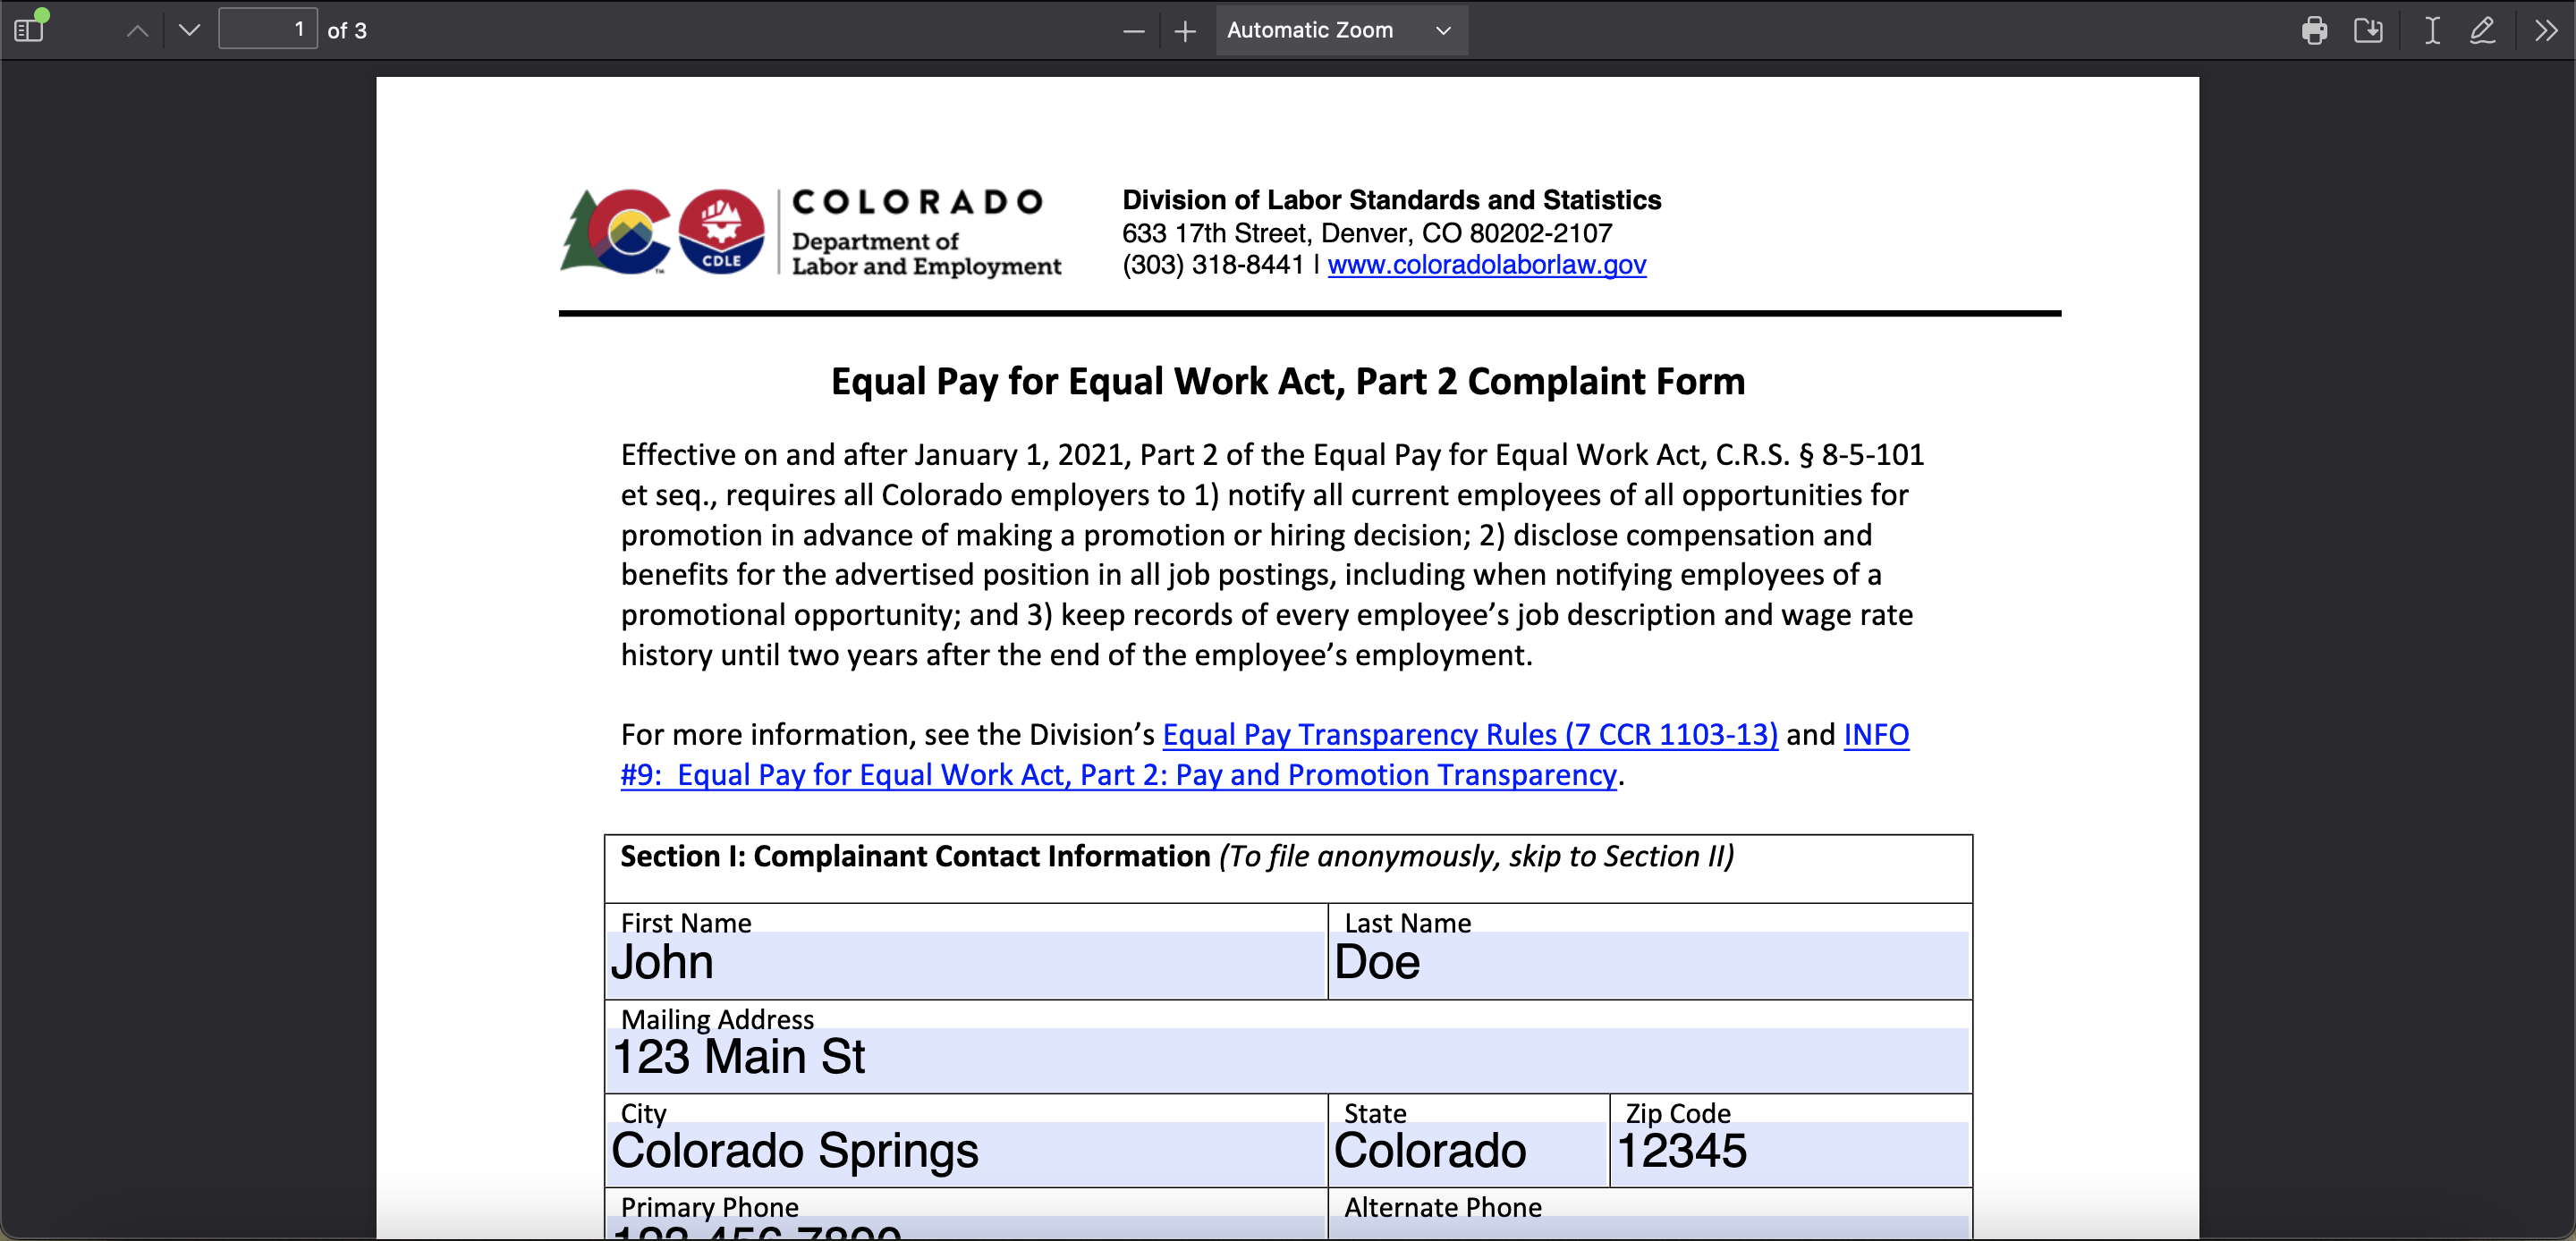 1 of 3
Automatic Zoom
CDLE
COLORADO
Department of
Labor and Employment
Division of Labor Standards and Statistics
633 17th Street, Denver, CO 80202-2107
(303) 318-8441 | www.coloradolaborlaw.gov
Equal Pay for Equal Work Act, Part 2 Complaint Form
Effective on and after January 1, 2021, Part 2 of the Equal Pay for Equal Work Act, C.R.S. § 8-5-101
et seq., requires all Colorado employers to 1) notify all current employees of all opportunities for
promotion in advance of making a promotion or hiring decision; 2) disclose compensation and
benefits for the advertised position in all job postings, including when notifying employees of a
promotional opportunity; and 3) keep records of every employee’s job description and wage rate
history until two years after the end of the employee’s employment.
For more information, see the Division’s Equal Pay Transparency Rules (7 CCR 1103-13) and INFO
#9:  Equal Pay for Equal Work Act, Part 2: Pay and Promotion Transparency.
Section I: Complainant Contact Information (To file anonymously, skip to Section II)
First Name
Last Name
John
Doe
Mailing Address
123 Main St
City
State
Zip Code
Colorado Springs
Colorado
12345
Primary Phone
Alternate Phone
123-456-7890